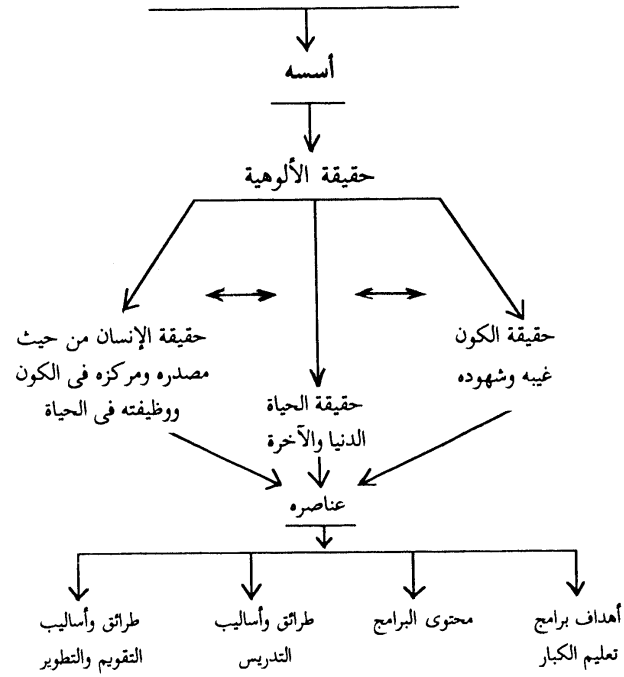 أسسه
حقيقة الألوهية
حقيقة الكون
غيبه وشهوده
حقيقة الحياة
الدنيا والآخرة
حقيقة الإنسان من حيث
مصدره ومركزه فى الكون
ووظيفته فى الحياة
عناصره
أهداف برامج
تعليم الكبار
محتوى البرامج
طرائق وأساليب
التدريس
طرائق وأساليب
التقويم والتطوير